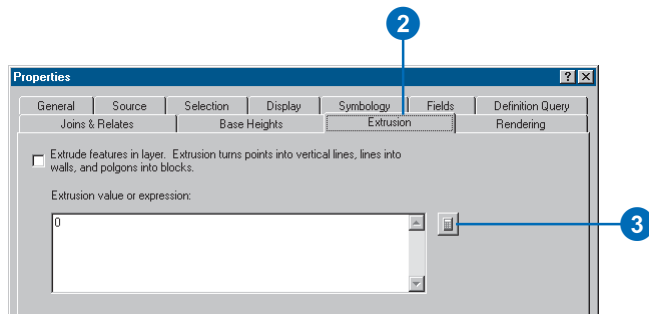 2
Properties
? X
General Source Selection Display Symbology Fields Definition Query
Joins & Relates Base Heights Extrusion Rendering
Extrude features in layer. Extrusion turns points into vertical lines, lines into
walls, and polgons into blocks.
Extrusion value or expression:
0
3